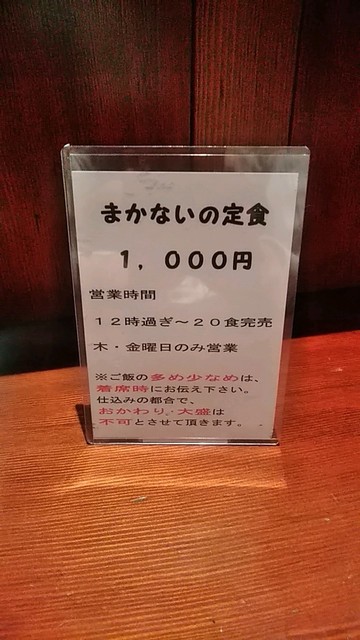 まかないの定食
１，０００円
営業時間
１２時過ぎ～２０食完売
木・金曜日のみ営業
※ご飯の多め少なめは、
着席時にお伝え下さい。
仕込みの都合で、
おかわり・大盛は
不可とさせて頂きます。